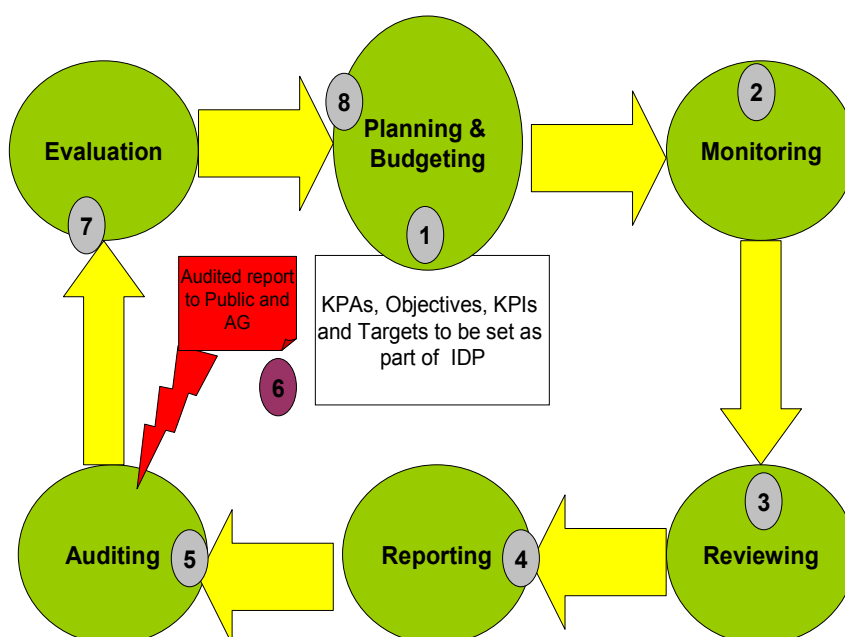 8
Planning &
Budgeting
1
2
Monitoring
Evaluation
7
Audited report
to Public and
AG
6
KPAs, Objectives, KPIs
and Targets to be set as
part of  IDP
3
Reviewing
Reporting
4
Auditing
5